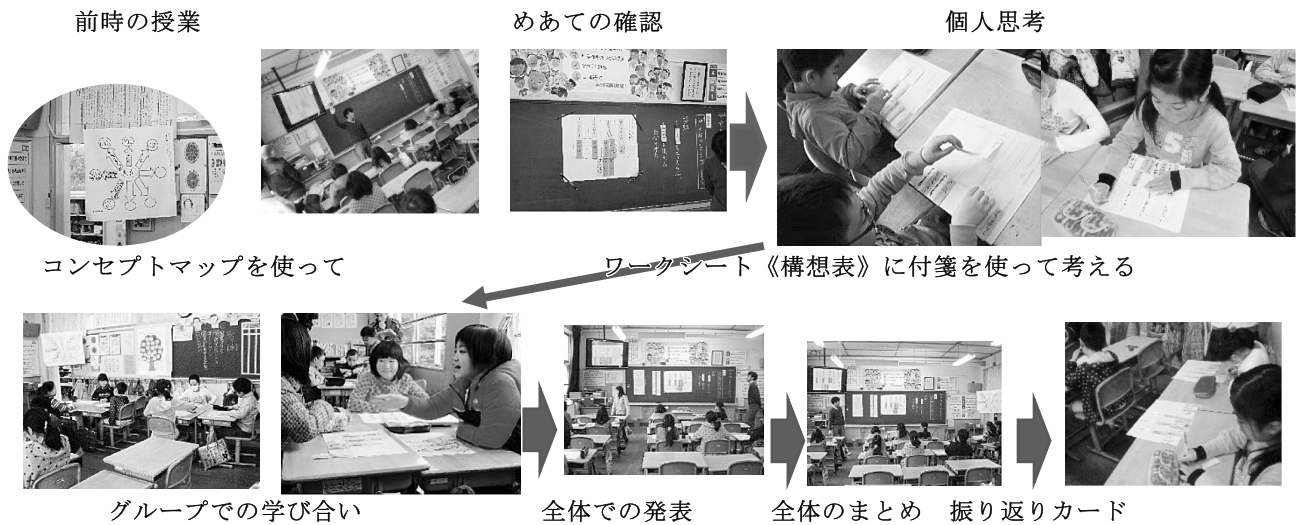 前時の授業
めあての確認
個人思考
コンセプトマップを使って
ワークシート《構想表》に付箋を使って考える
グループでの学び合い
全体での発表
全体のまとめ
振り返りカード